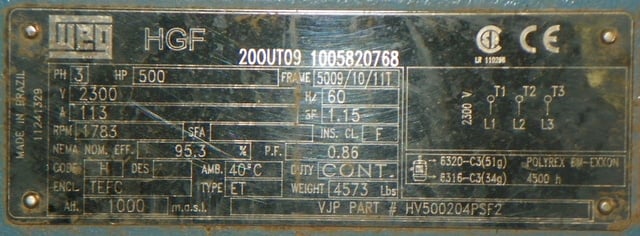 WEG HGF
200UT09 1005820768
LR 110298
PH 3 HP 500 FRAME 5009/10/11T
V 2300 Hz 60
A 113 SF 1.15
RPM 1783 SFA INS. CL. F
NEMA NOM. EFF. 95.3 % P.F. 0.86
CODE H DES AMB. 40°C DUTY CONT.
ENCL. TEFC TYPE ET WEIGHT 4573 Lbs
Alt. 1000 m.a.s.l. VJP PART # HV500204PSF2
MADE IN BRAZIL
11241329
2300 V
T1 T2 T3
L1 L2 L3
6320-C3(51g) POLYREX EM-EXXON
6316-C3(34g) 4500 h